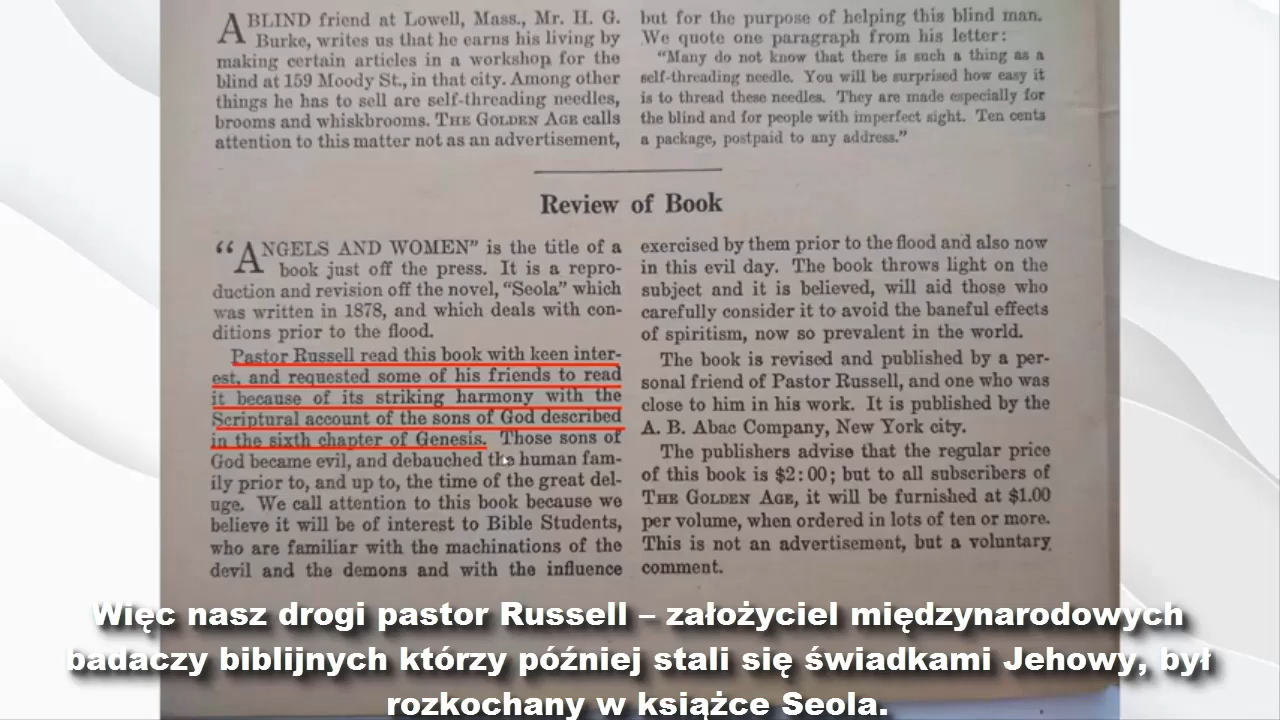 A BLIND friend at Lowell, Mass., Mr. H. G.
Burke, writes us that he earns his living by
making certain articles in a workshop for the
blind at 159 Moody St., in that city. Among other
things he has to sell are self-threading needles,
brooms and whiskbrooms. THE GOLDEN AGE calls
attention to this matter not as an advertisement,
but for the purpose of helping this blind man.
We quote one paragraph from his letter:
“Many do not know that there is such a thing as a
self-threading needle. You will be surprised how easy it
is to thread these needles. They are made especially for
the blind and for people with imperfect sight. Ten cents
a package, postpaid to any address.”
Review of Book
“ANGELS AND WOMEN” is the title of a
book just off the press. It is a repro-
duction and revision off the novel, “Seola” which
was written in 1878, and which deals with con-
ditions prior to the flood.
Pastor Russell read this book with keen inter-
est, and requested some of his friends to read
it because of its striking harmony with the
Scriptural account of the sons of God described
in the sixth chapter of Genesis. Those sons of
God became evil, and debauched the human fam-
ily prior to, and up to, the time of the great del-
uge. We call attention to this book because we
believe it will be of interest to Bible Students,
who are familiar with the machinations of the
devil and the demons and with the influence
exercised by them prior to the flood and also now
in this evil day. The book throws light on the
subject and it is believed, will aid those who
carefully consider it to avoid the baneful effects
of spiritism, now so prevalent in the world.
The book is revised and published by a per-
sonal friend of Pastor Russell, and one who was
close to him in his work. It is published by the
A. B. Abac Company, New York city.
The publishers advise that the regular price
of this book is $2:00; but to all subscribers of
THE GOLDEN AGE, it will be furnished at $1.00
per volume, when ordered in lots of ten or more.
This is not an advertisement, but a voluntary
comment.
Więc nasz drogi pastor Russell – założyciel międzynarodowych
badaczy biblijnych którzy później stali się świadkami Jehowy, był
rozkochany w książce Seola.